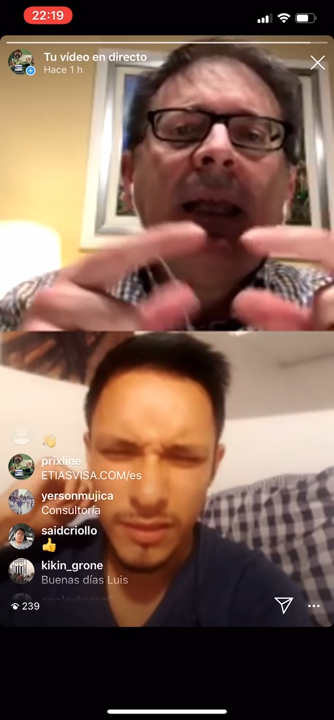 22:19
Tu vídeo en directo
Hace 1 h
prixline
ETIASVISA.COM/es
yersonmujica
Consultoría
saidcriollo
👍
kikin_grone
Buenas días Luis
239